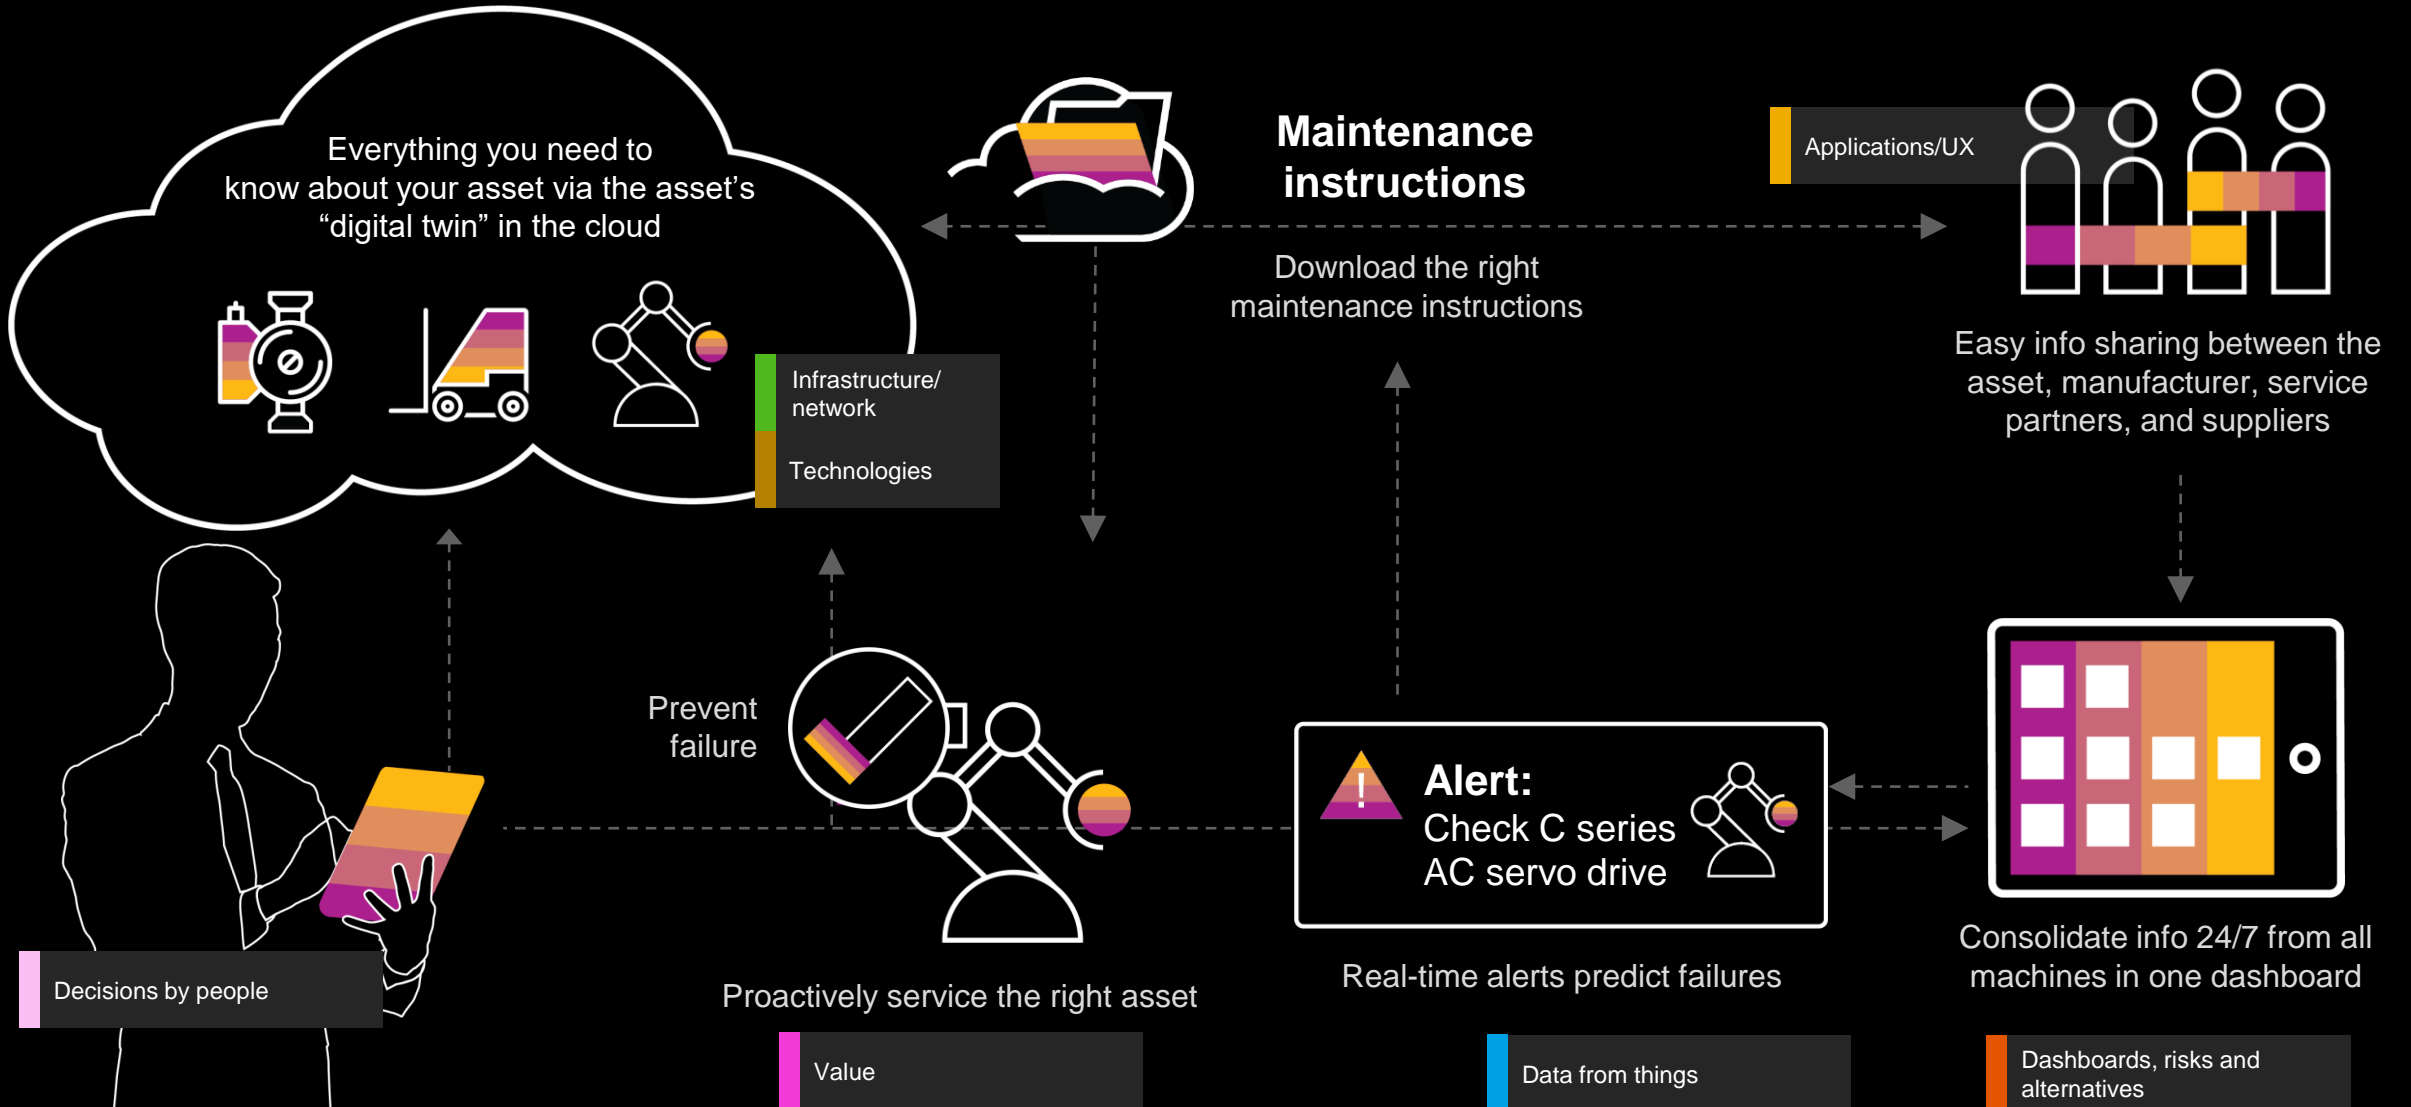 Everything you need to
know about your asset via the asset’s
“digital twin” in the cloud
Maintenance
instructions
Download the right
maintenance instructions
Applications/UX
Easy info sharing between the
asset, manufacturer, service
partners, and suppliers
Infrastructure/
network
Technologies
Prevent
failure
!
Alert:
Check C series
AC servo drive
Decisions by people
Proactively service the right asset
Real-time alerts predict failures
Consolidate info 24/7 from all
machines in one dashboard
Value
Data from things
Dashboards, risks and
alternatives